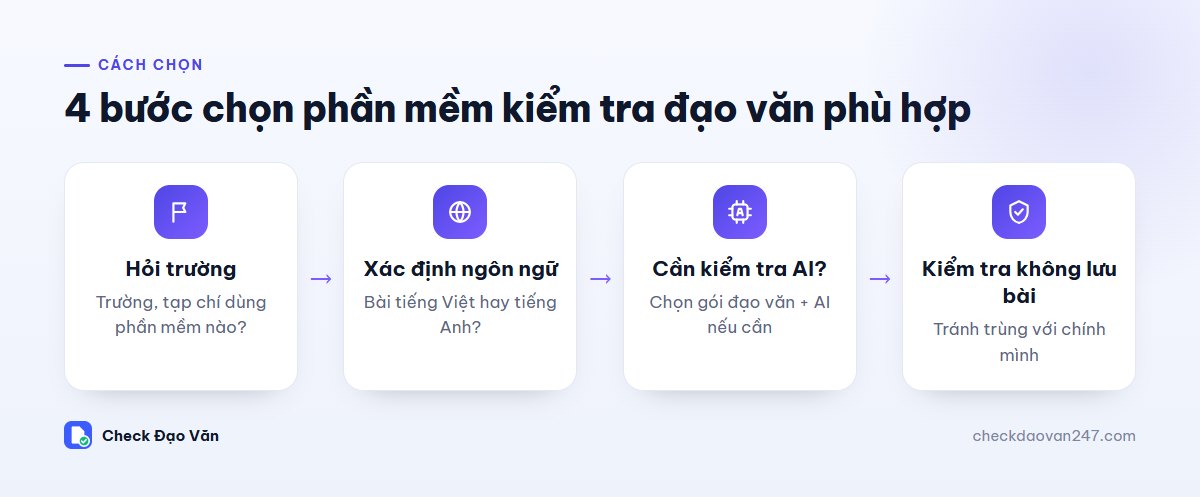 CÁCH CHỌN
4 bước chọn phần mềm kiểm tra đạo văn phù hợp
Hỏi trường
Trường, tạp chí dùng
phần mềm nào?
Xác định ngôn ngữ
Bài tiếng Việt hay tiếng
Anh?
Cần kiểm tra AI?
Chọn gói đạo văn + AI
nếu cần
Kiểm tra không lưu
bài
Tránh trùng với chính
mình
Check Đạo Văn
checkdaovan247.com